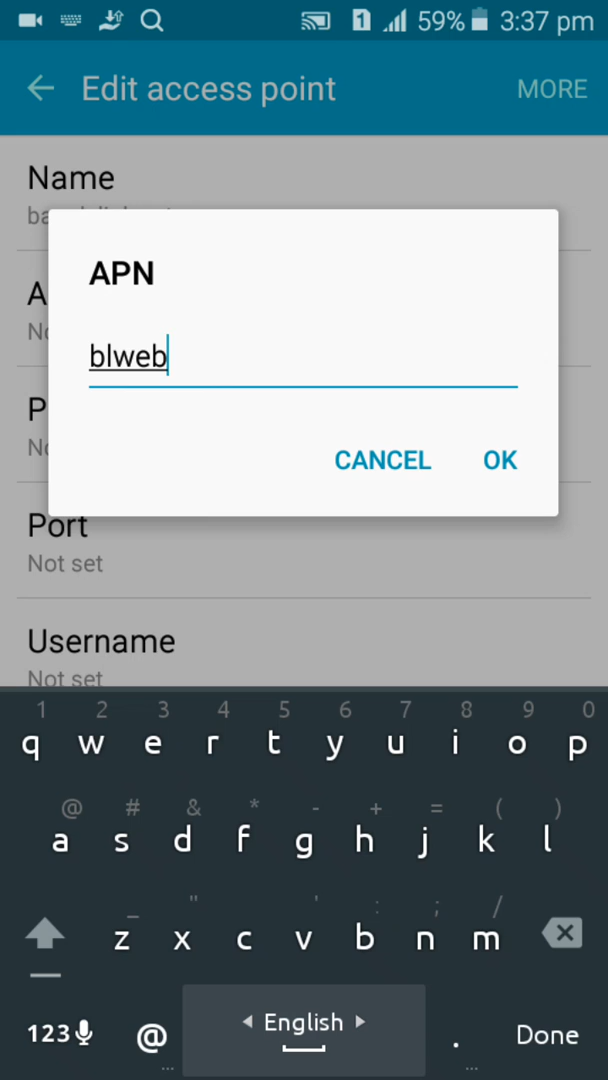 1 59% 3:37 pm
Edit access point MORE
Name
APN
blweb
CANCEL OK
Port
Not set
Username
Not set
1 2 3 4 5 6 7 8 9 0
q w e r t y u i o p
@ # & * - + = ( )
a s d f g h j k l
_ " ' : ; /
z x c v b n m
123 @ English . Done